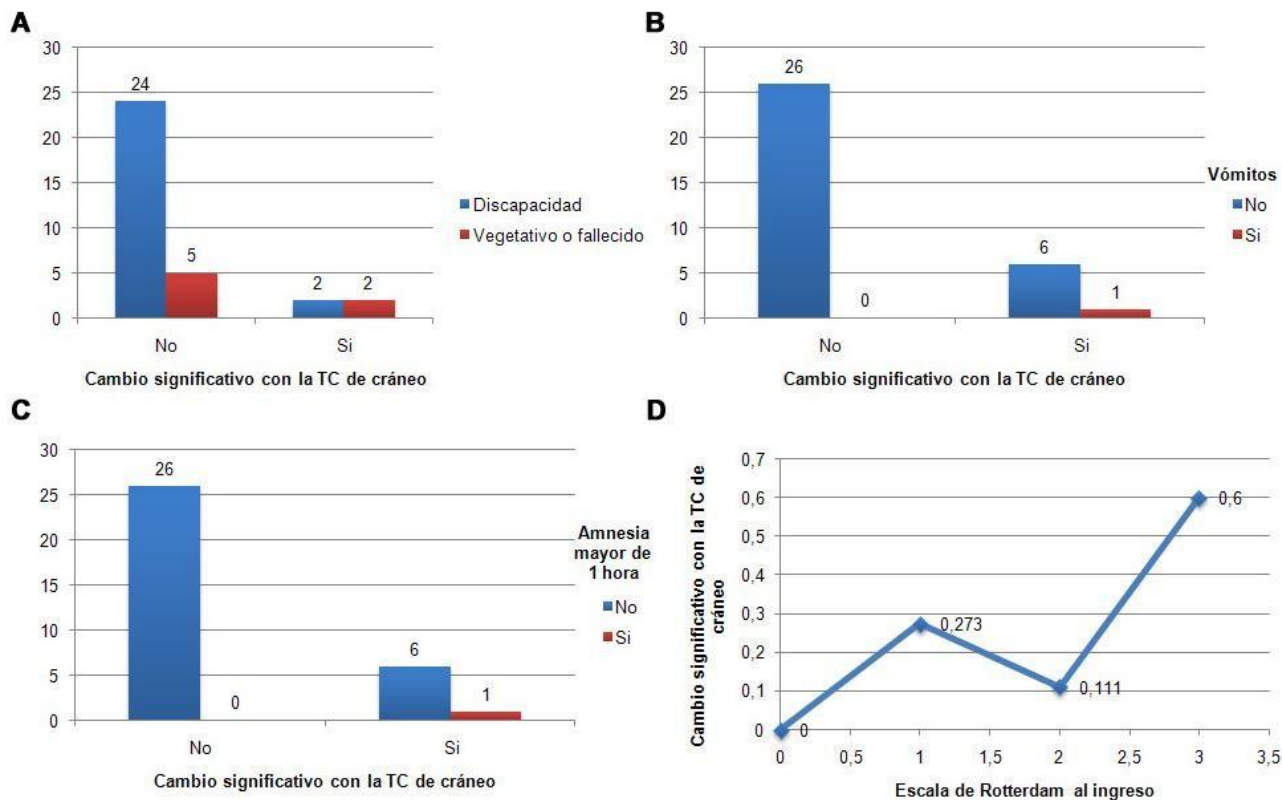 A
30
25
20
15
10
5
0
24
5
2
2
No
Si
Cambio significativo con la TC de cráneo
Discapacidad
Vegetativo o fallecido
B
30
25
20
15
10
5
0
26
0
6
1
No
Si
Cambio significativo con la TC de cráneo
Vómitos
No
Si
C
30
25
20
15
10
5
0
26
0
6
1
No
Si
Cambio significativo con la TC de cráneo
Amnesia
mayor de
1 hora
No
Si
D
Cambio significativo con la TC de
cráneo
0,7
0,6
0,5
0,4
0,3
0,2
0,1
0
0
0,273
0,111
0,6
0
0,5
1
1,5
2
2,5
3
3,5
Escala de Rotterdam al ingreso